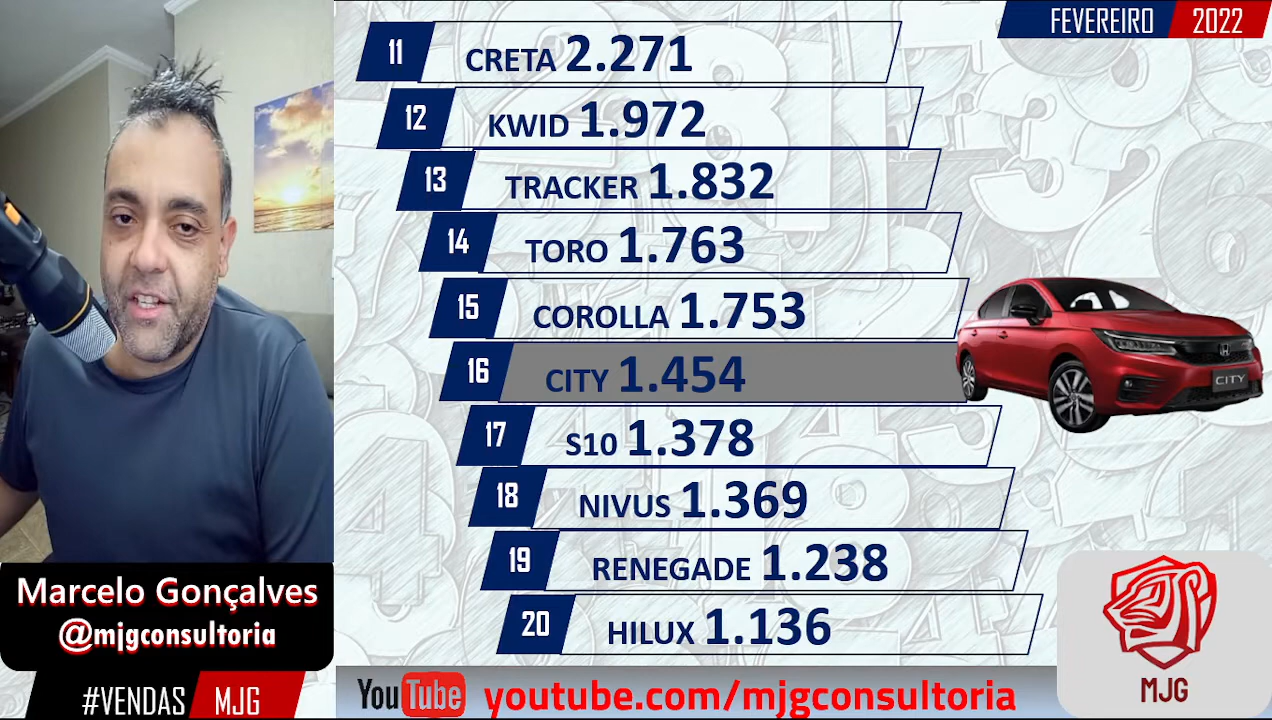 FEVEREIRO 2022
11 CRETA 2.271
12 KWID 1.972
13 TRACKER 1.832
14 TORO 1.763
15 COROLLA 1.753
16 CITY 1.454
CITY
17 S10 1.378
18 NIVUS 1.369
19 RENEGADE 1.238
20 HILUX 1.136
Marcelo Gonçalves
@mjgconsultoria
#VENDAS MJG
YouTube youtube.com/mjgconsultoria
MJG